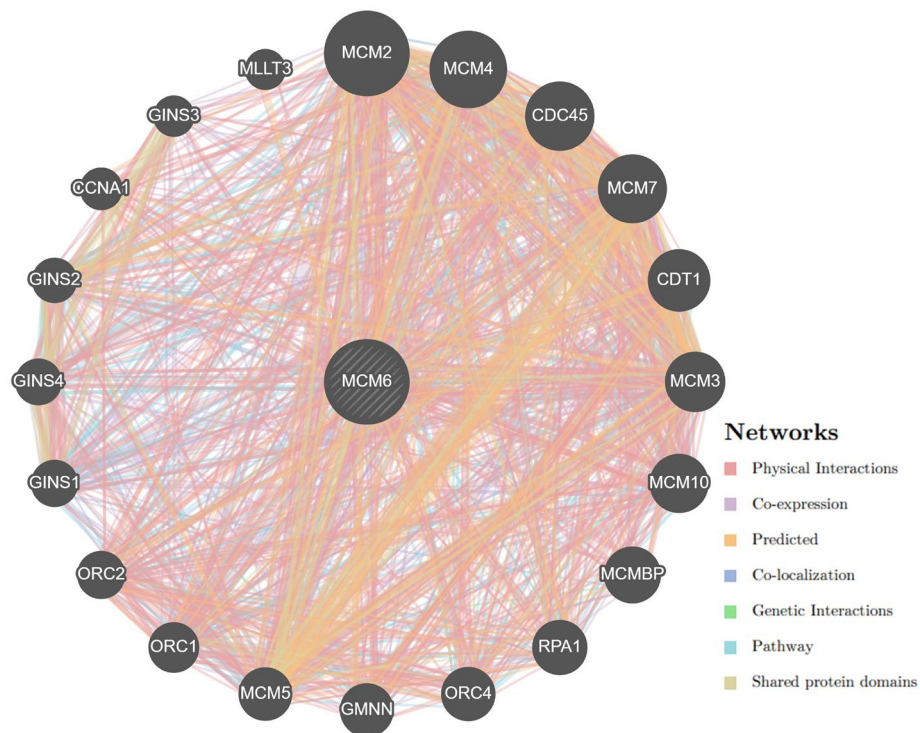 MCM2
MCM4
MLLT3
CDC45
GINS3
MCM7
CCNA1
GINS2
CDT1
GINS4
MCM6
MCM3
GINS1
MCM10
ORC2
MCMBP
ORC1
RPA1
MCM5
ORC4
GMNN
Networks
Physical Interactions
Co-expression
Predicted
Co-localization
Genetic Interactions
Pathway
Shared protein domains